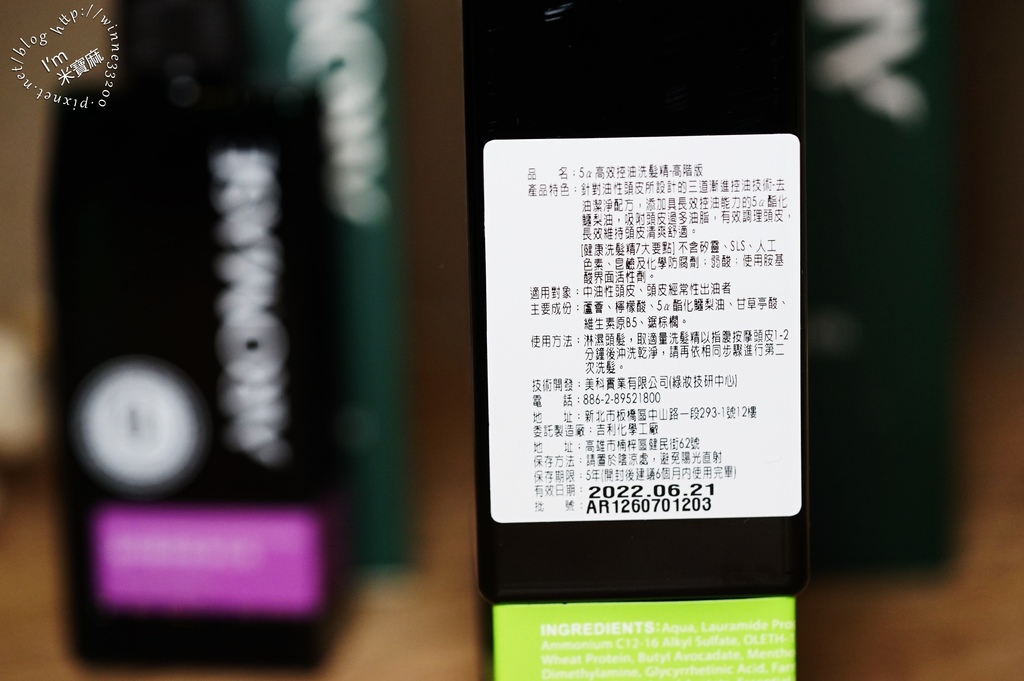 http://winne33200.pixnet.net/blog
I'm
米寶麻
品 名：5α高效控油洗髮精-高階版
產品特色：針對油性頭皮所設計的三道漸進控油技術-去
油潔淨配方，添加具長效控油能力的5α酯化
鱷梨油，吸附頭皮過多油脂，有效調理頭皮，
長效維持頭皮清爽舒適。
[健康洗髮精7大要點] 不含矽靈、SLS、人工
色素、皂鹼及化學防腐劑；弱酸；使用胺基
酸界面活性劑。
適用對象：中油性頭皮、頭皮經常性出油者
主要成份：蘆薈、檸檬酸、5α酯化鱷梨油、甘草亭酸、
維生素原B5、鋸棕櫚。
使用方法：淋濕頭髮，取適量洗髮精以指腹按摩頭皮1-2
分鐘後沖洗乾淨，請再依相同步驟進行第二
次洗髮。
技術開發：美科實業有限公司(綠妝技研中心)
電 話：886-2-89521800
地 址：新北市板橋區中山路一段293-1號12樓
委託製造廠：吉利化學工廠
地 址：高雄市楠梓區健民街62號
保存方法：請置於陰涼處，避免陽光直射
保存期限：5年(開封後建議6個月內使用完畢)
有效日期：2022.06.21
批 號：AR1260701203
INGREDIENTS: Aqua, Lauramide Pro
Ammonium C12-16 Alkyl Sulfate, OLETH-
Wheat Protein, Butyl Avocadate, Mentho
Dimethylamine, Glycyrrhetinic Acid, Far